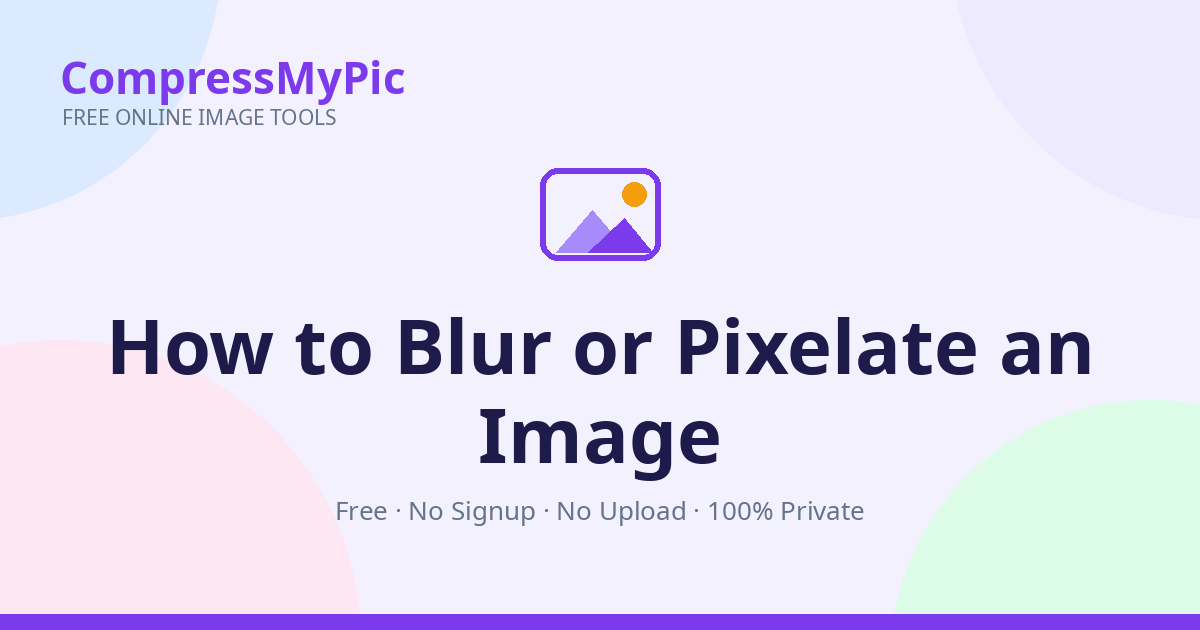 CompressMyPic
FREE ONLINE IMAGE TOOLS
How to Blur or Pixelate an
Image
Free · No Signup · No Upload · 100% Private